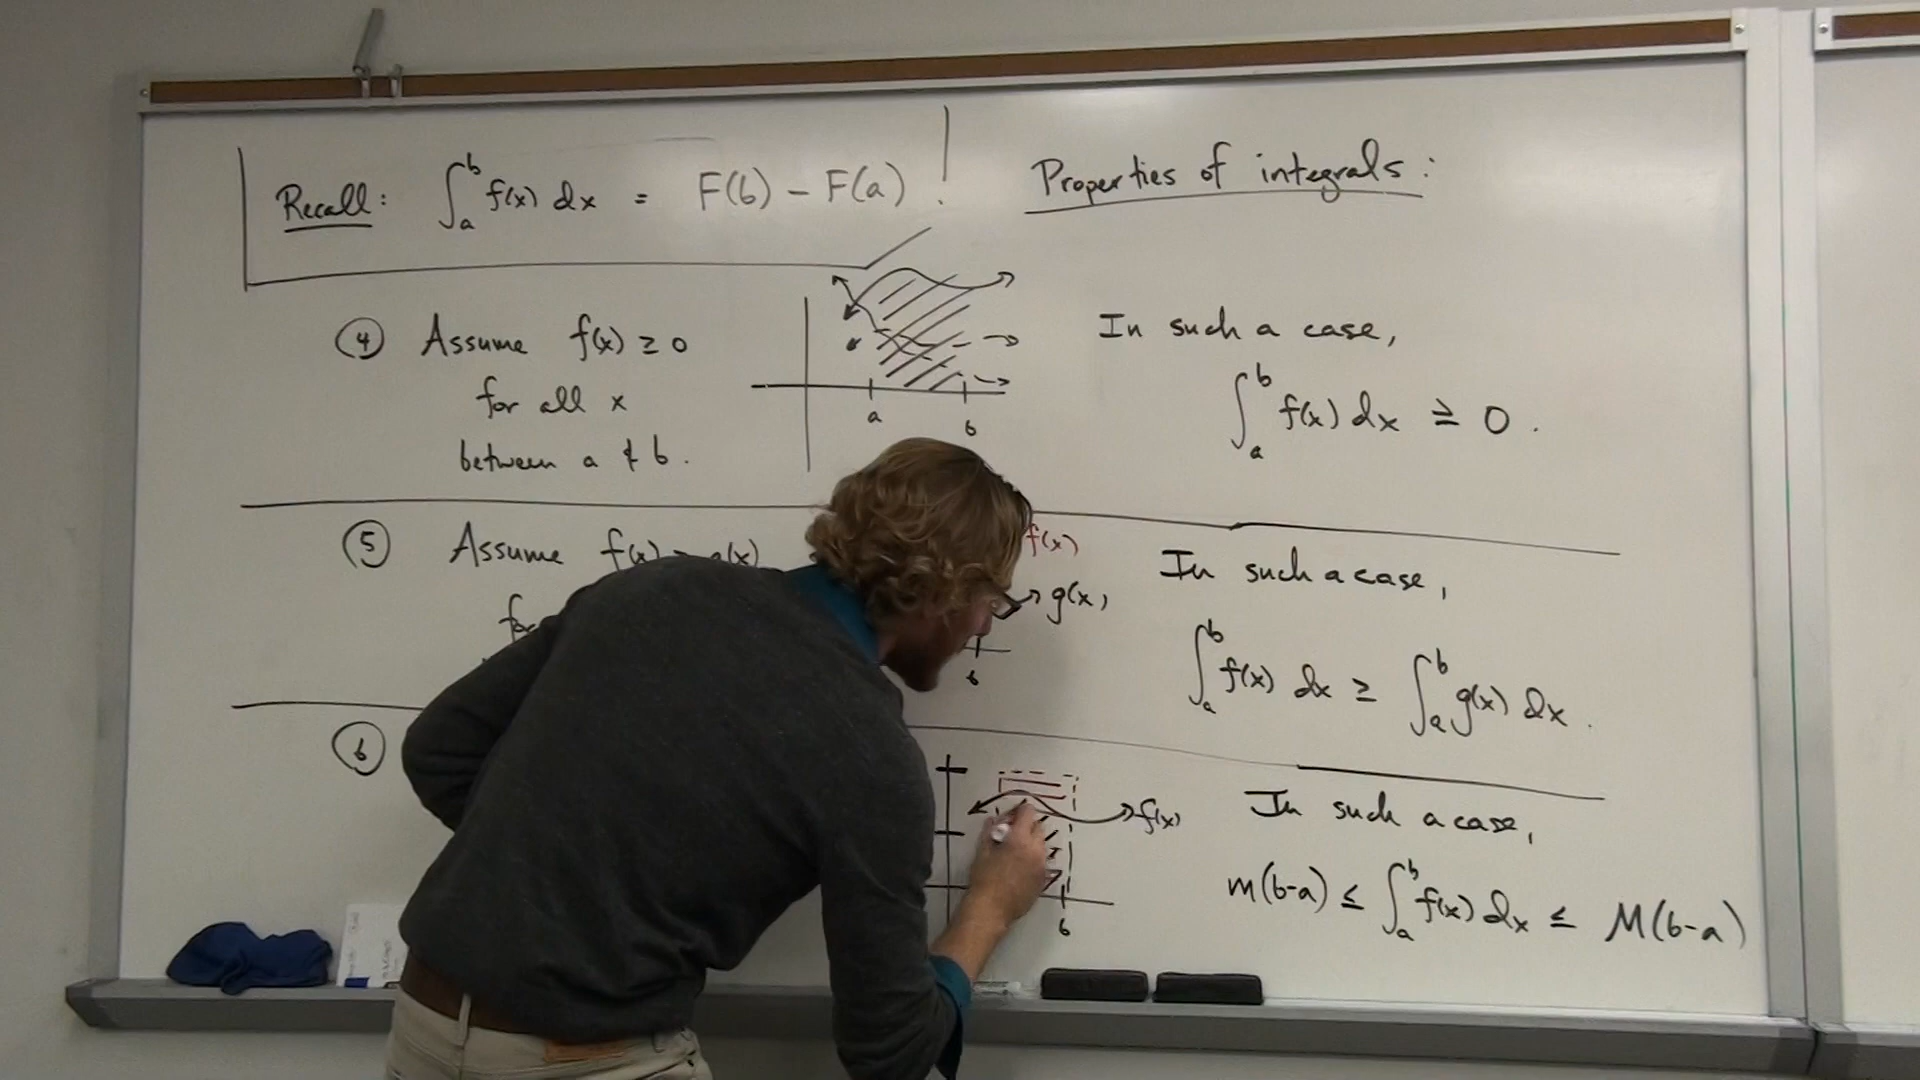 Recall: ∫_a^b f(x) dx = F(b) − F(a) !
Properties of integrals:
④ Assume f(x) ≥ 0
for all x
between a & b.
a
b
In such a case,
∫_a^b f(x) dx ≥ 0.
⑤ Assume f(x) ≥ g(x)
for
f(x)
g(x)
b
In such a case,
∫_a^b f(x) dx ≥ ∫_a^b g(x) dx.
⑥
f(x)
b
In such a case,
m(b-a) ≤ ∫_a^b f(x) dx ≤ M(b-a)